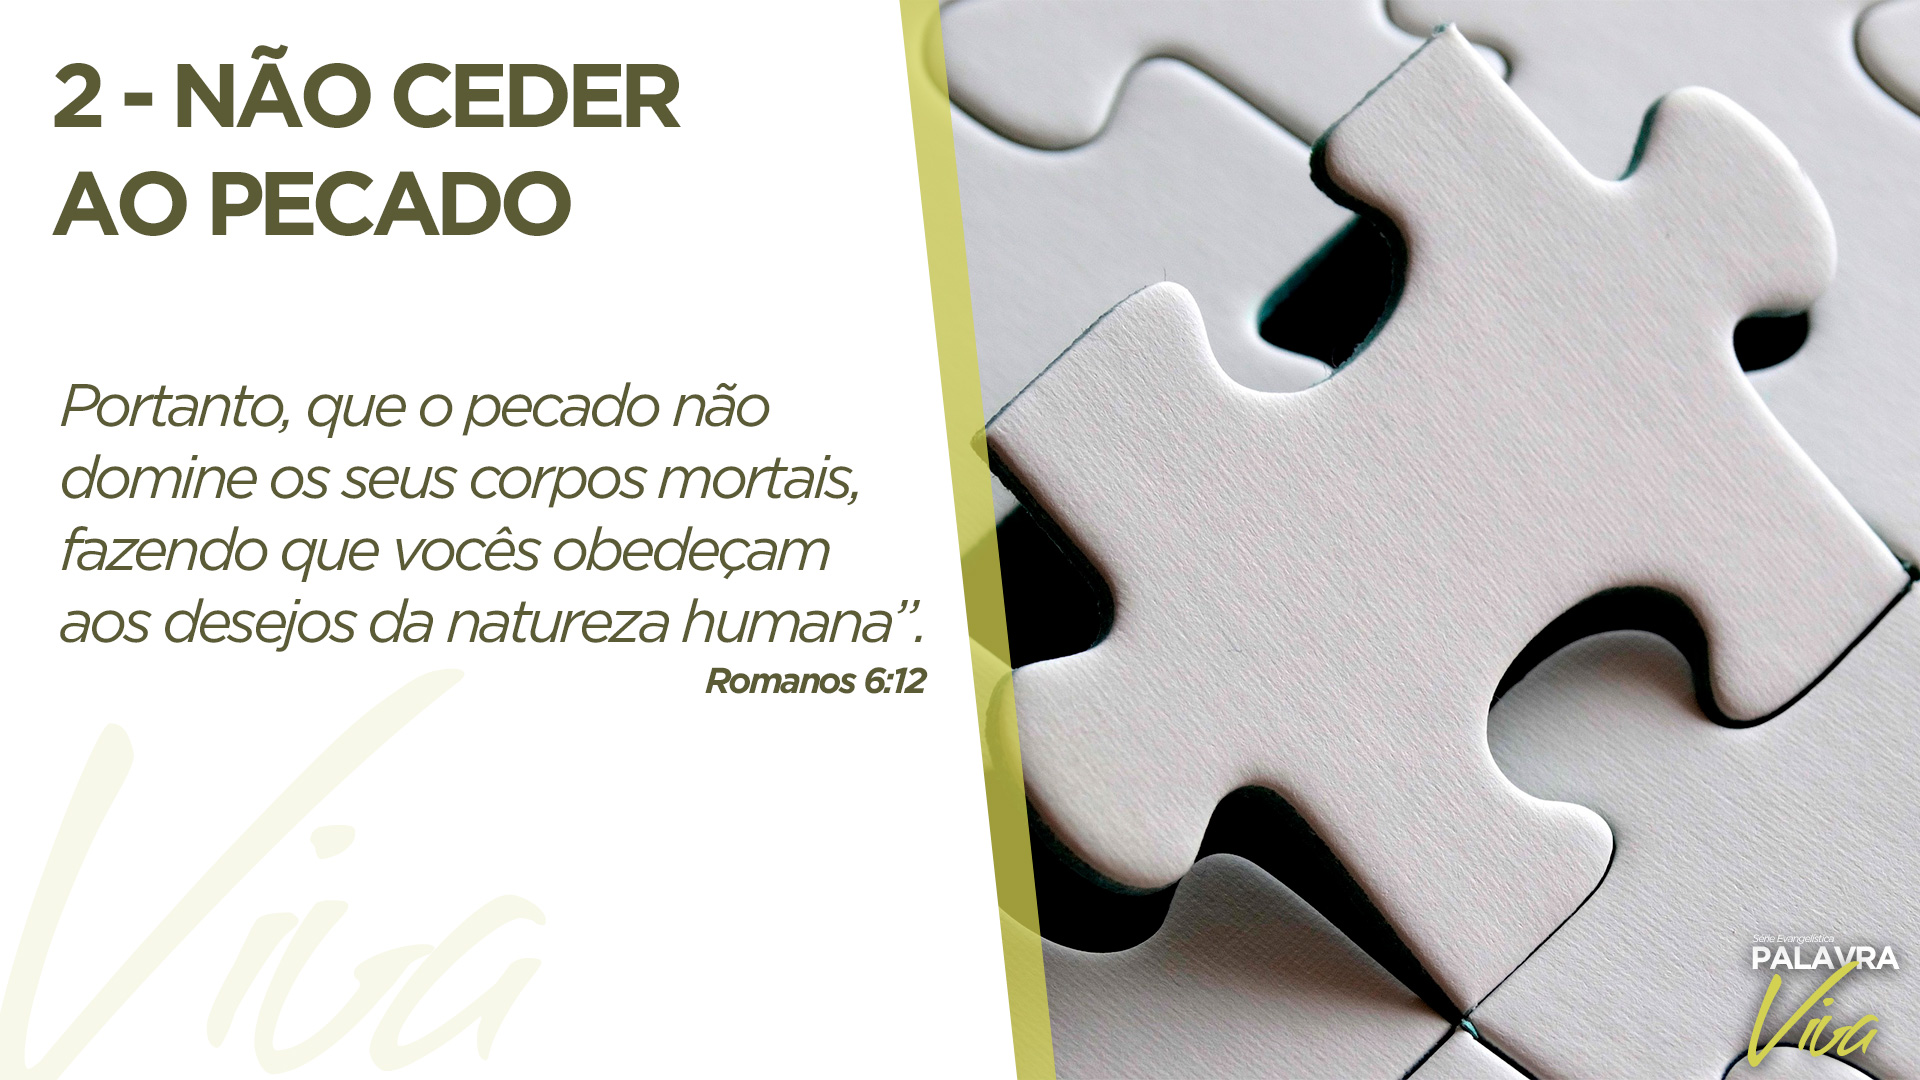 2 - NÃO CEDER
AO PECADO
Portanto, que o pecado não
domine os seus corpos mortais,
fazendo que vocês obedeçam
aos desejos da natureza humana”.
Romanos 6:12
Viva
Série Evangelística
PALAVRA
Viva